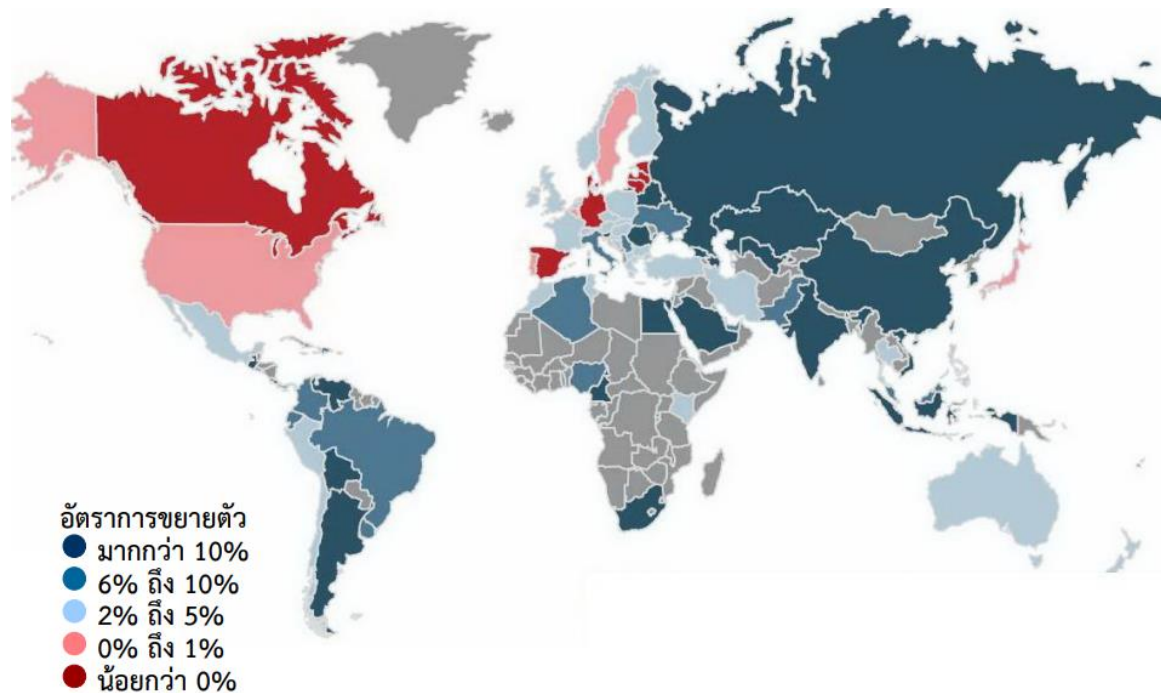 อัตราการขยายตัว
มากกว่า 10%
6% ถึง 10%
2% ถึง 5%
0% ถึง 1%
น้อยกว่า 0%